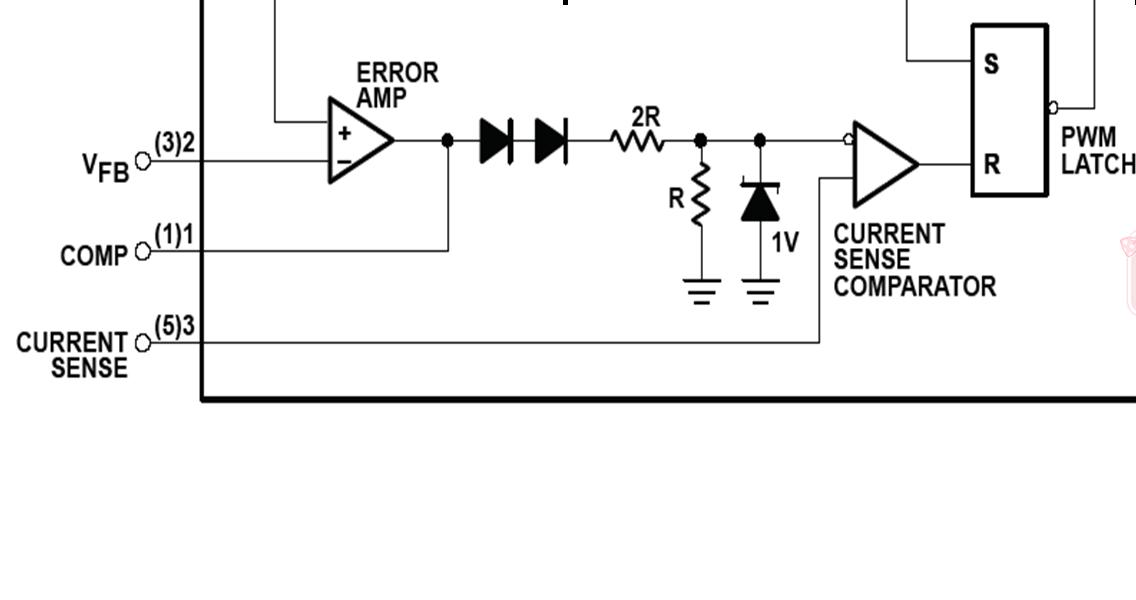 ERROR
AMP
+
−
2R
S
R
PWM
LATCH
(3)2
VFB
R
1V
(1)1
COMP
CURRENT
SENSE
COMPARATOR
(5)3
CURRENT
SENSE